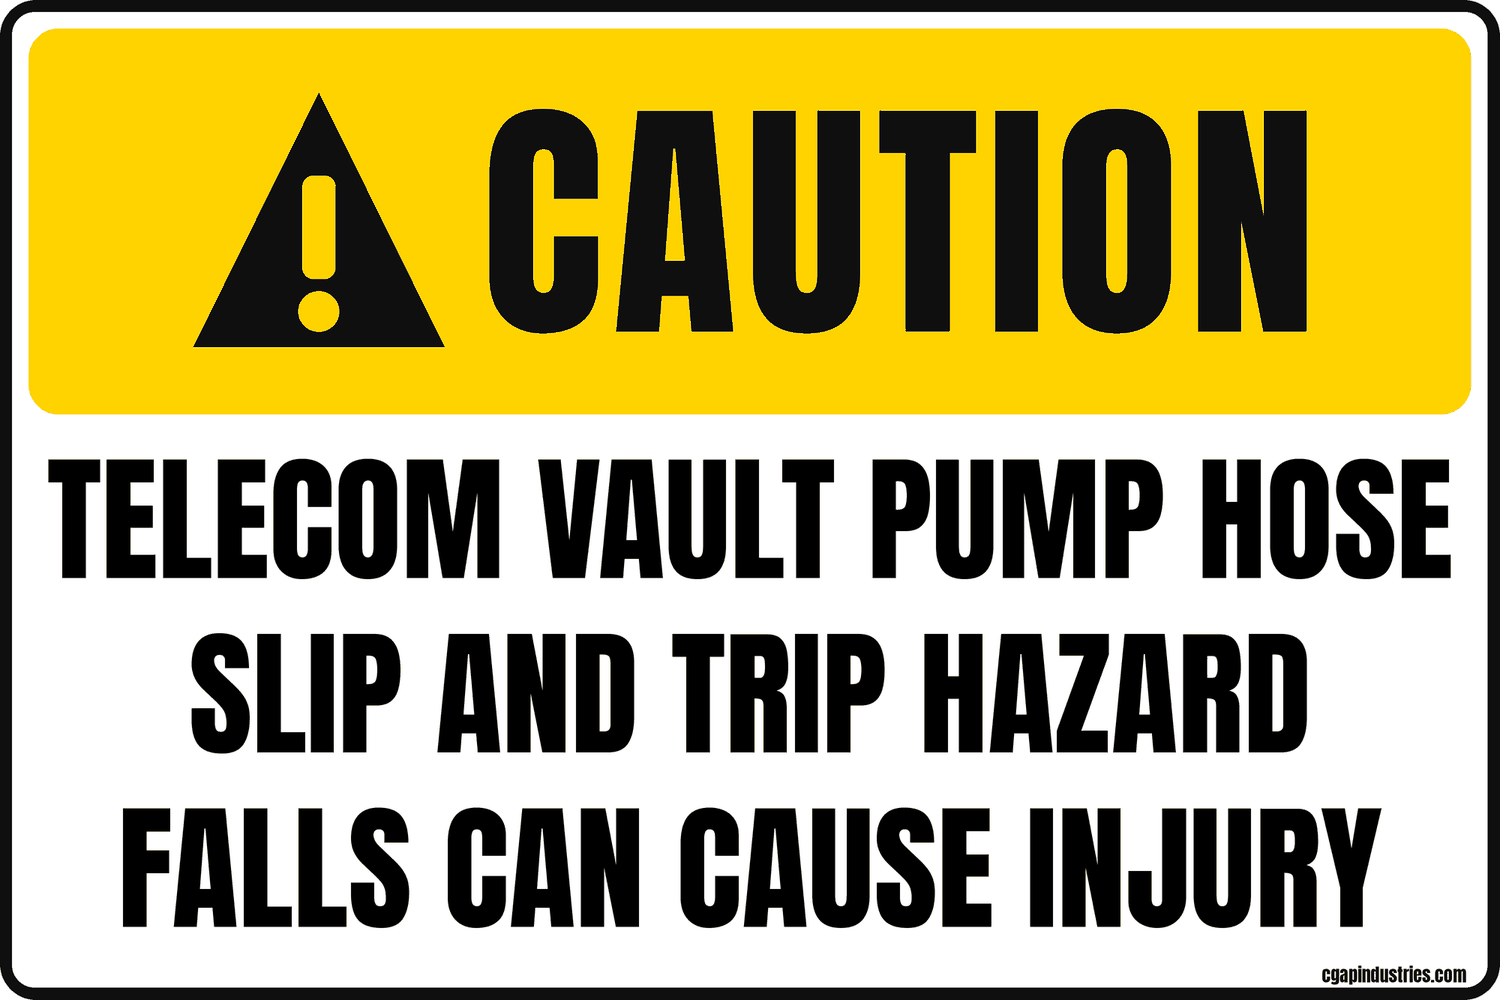 CAUTION
TELECOM VAULT PUMP HOSE
SLIP AND TRIP HAZARD
FALLS CAN CAUSE INJURY
cgapindustries.com